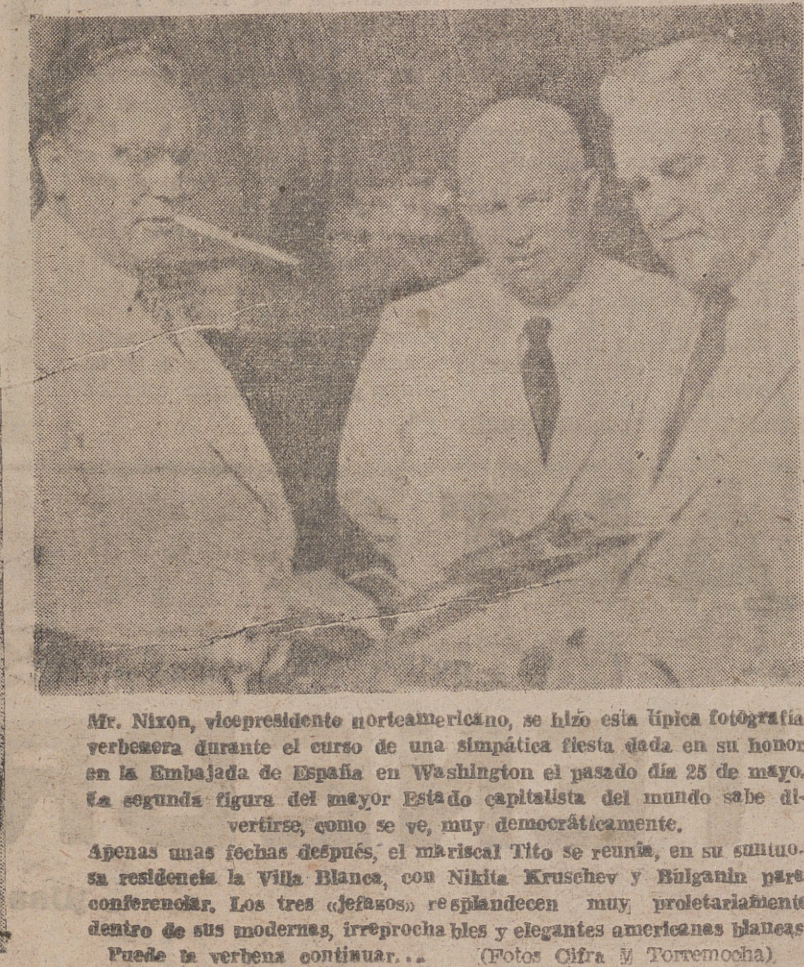 Mr. Nixon, vicepresidente norteamericano, se hizo esta típica fotografía
verbenera durante el curso de una simpática fiesta dada en su honor
en la Embajada de España en Washington el pasado día 25 de mayo.
La segunda figura del mayor Estado capitalista del mundo sabe di-
vertirse, como se ve, muy democráticamente.
Apenas unas fechas después, el mariscal Tito se reunía, en su suntuo-
sa residencia la Villa Blanca, con Nikita Kruschev y Bulganin para
conferenciar. Los tres «jefazos» resplandecen muy proletariamente
dentro de sus modernas, irreprochables y elegantes americanas blancas
Puede la verbena continuar... (Fotos Cifra y Torremocha)